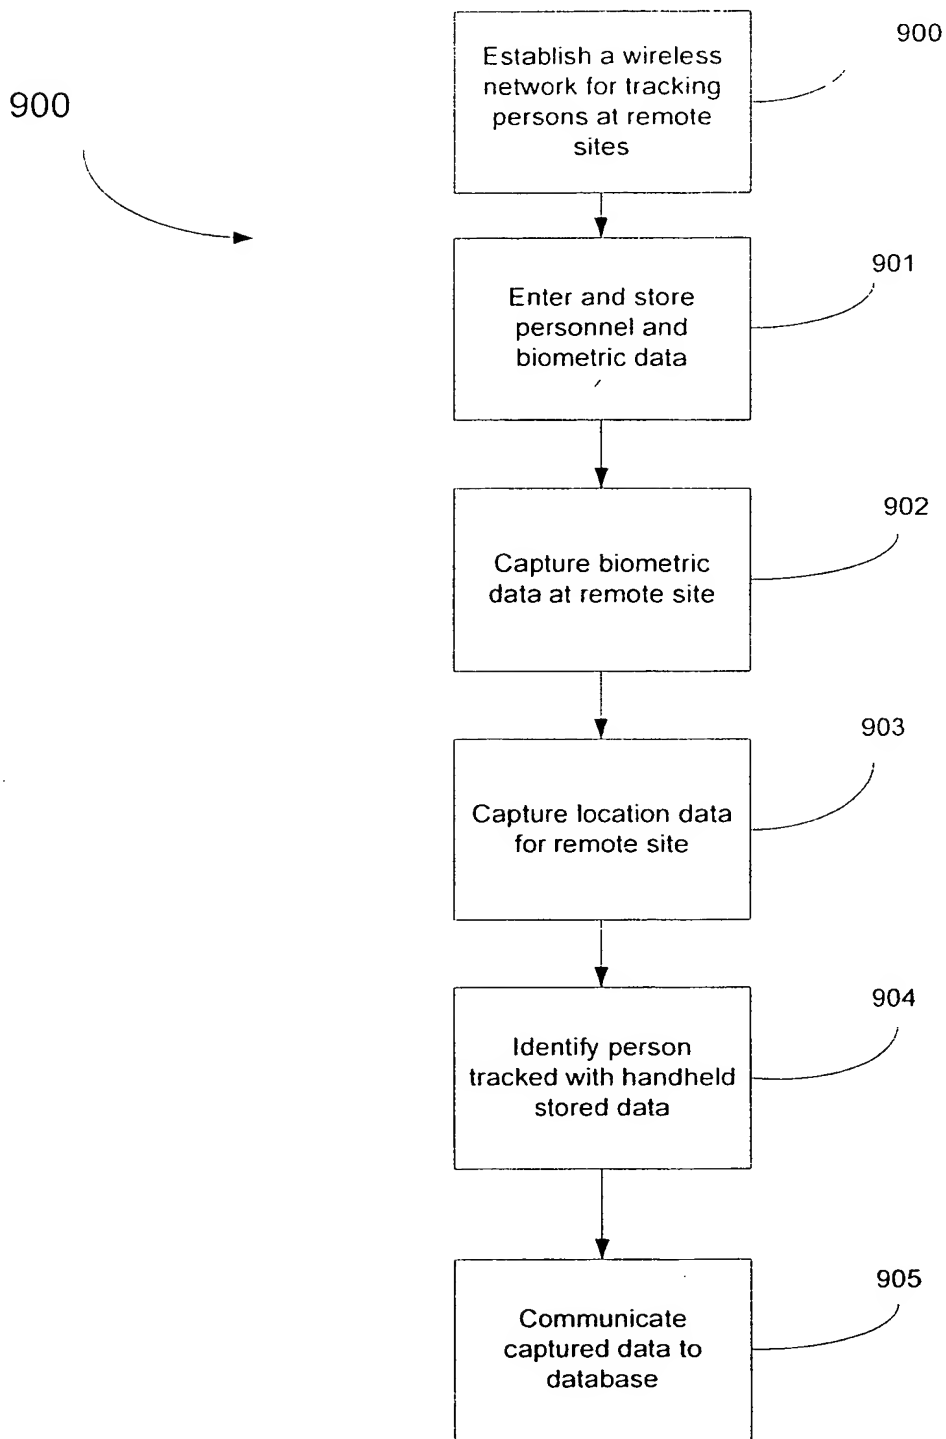 900
Establish a wireless
network for tracking
persons at remote
sites
900
Enter and store
personnel and
biometric data
901
Capture biometric
data at remote site
902
Capture location data
for remote site
903
Identify person
tracked with handheld
stored data
904
Communicate
captured data to
database
905